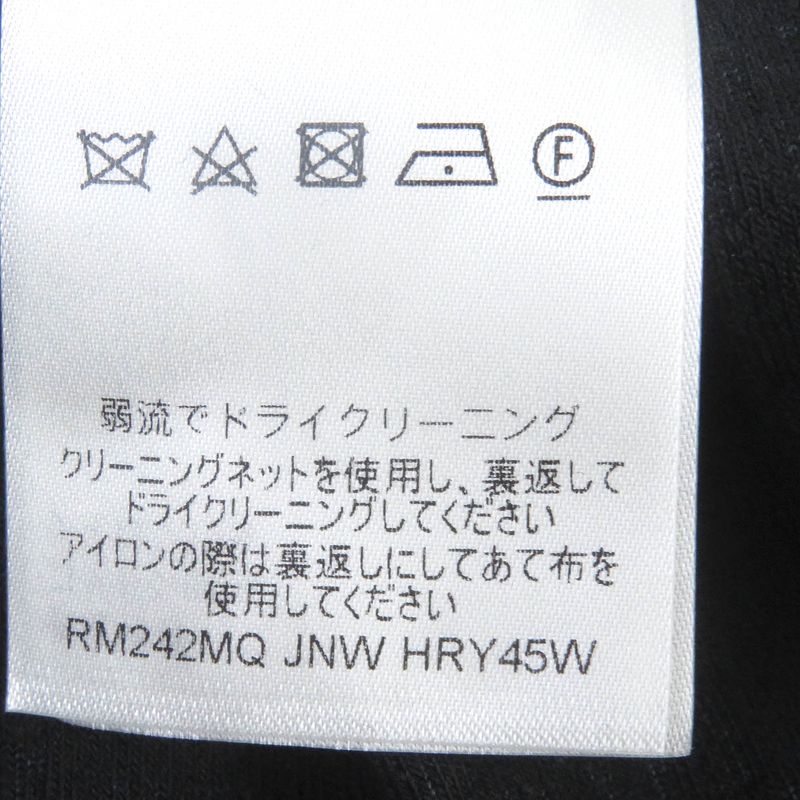 F
弱流でドライクリーニング
クリーニングネットを使用し、裏返して
ドライクリーニングしてください
アイロンの際は裏返しにしてあて布を
使用してください
RM242MQ JNW HRY45W